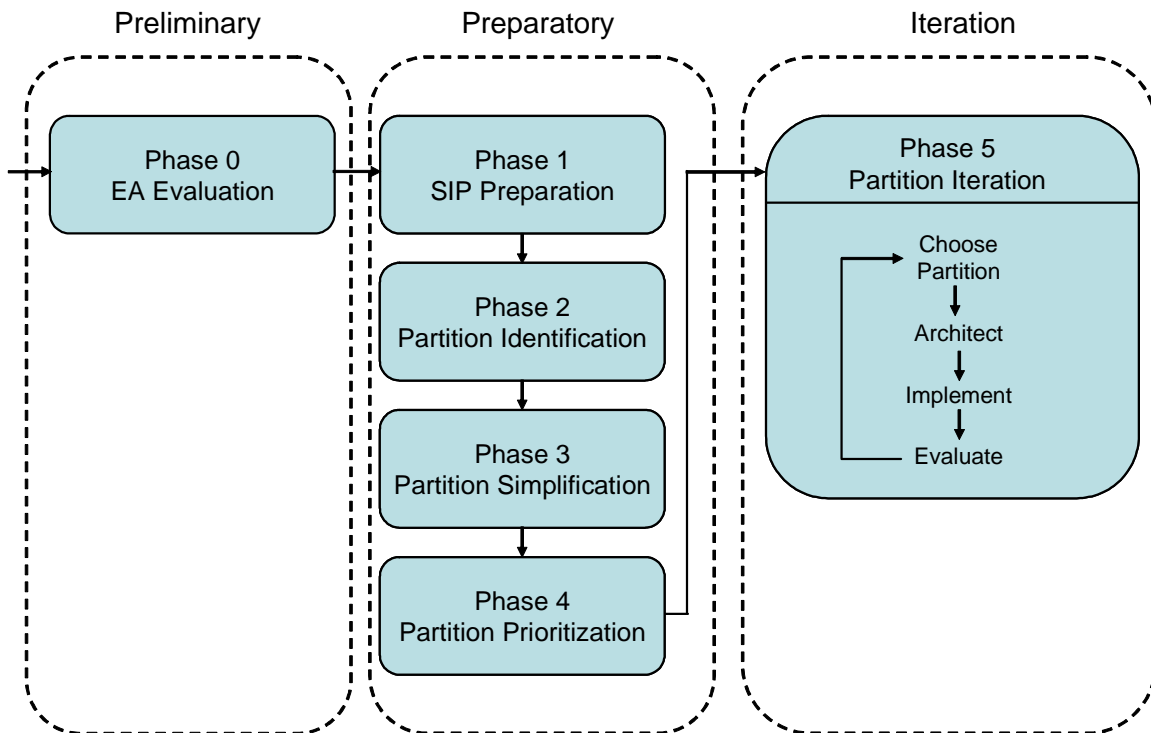 Preliminary
Preparatory
Iteration
Phase 0
EA Evaluation
Phase 1
SIP Preparation
Phase 2
Partition Identification
Phase 3
Partition Simplification
Phase 4
Partition Prioritization
Phase 5
Partition Iteration
Choose
Partition
Architect
Implement
Evaluate